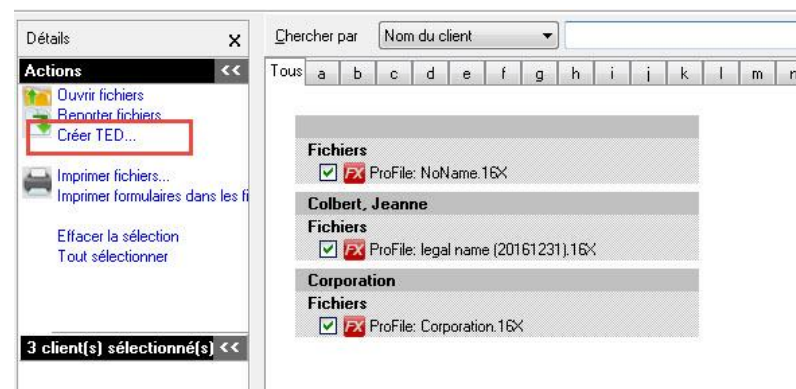 Détails X
Actions <<
Ouvrir fichiers
Reporter fichiers
Créer TED...
Imprimer fichiers...
Imprimer formulaires dans les fi
Effacer la sélection
Tout sélectionner
3 client(s) sélectionné(s) <<
Chercher par Nom du client
Tous a b c d e f g h i j k l m n
Fichiers
FX ProFile: NoName.16X
Colbert, Jeanne
Fichiers
FX ProFile: legal name (20161231).16X
Corporation
Fichiers
FX ProFile: Corporation.16X